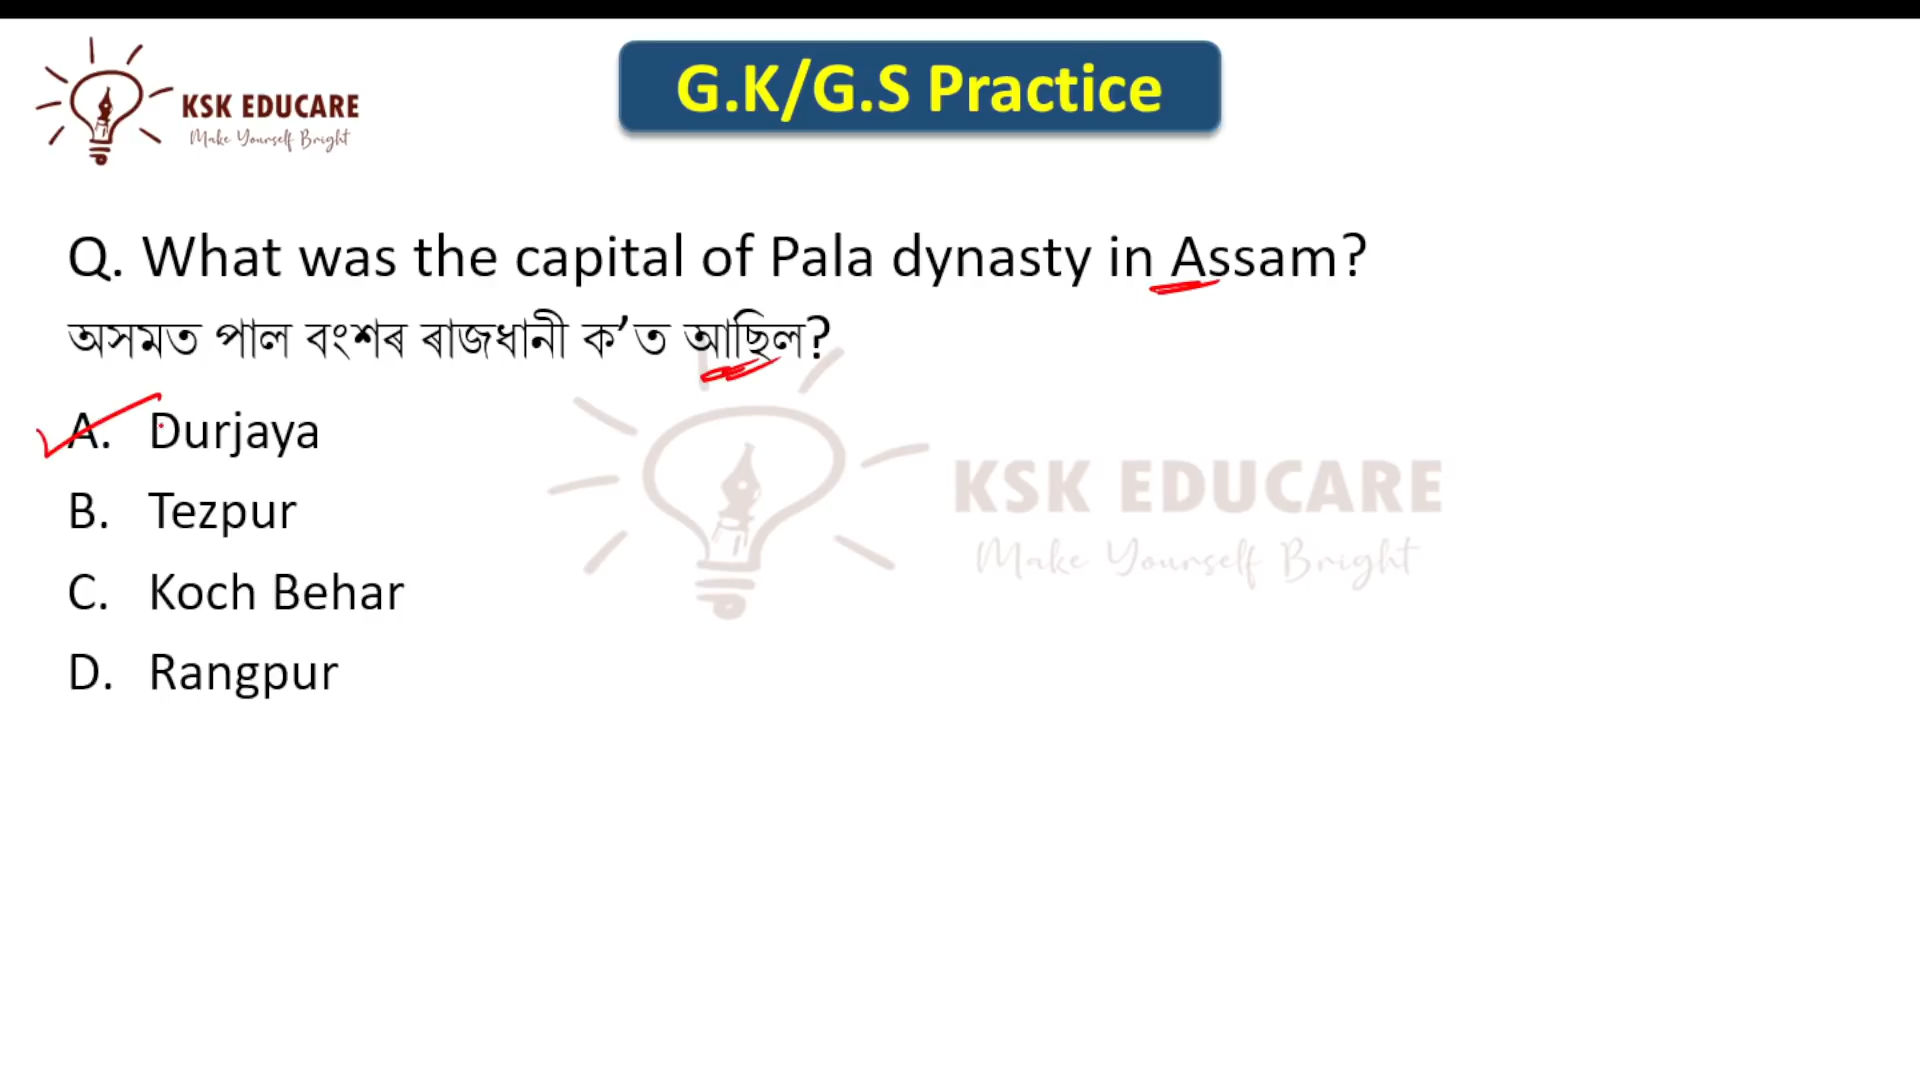 KSK EDUCARE
Make Yourself Bright
G.K/G.S Practice
Q. What was the capital of Pala dynasty in Assam?
অসমত পাল বংশৰ ৰাজধানী ক’ত আছিল?
A. Durjaya
B. Tezpur
C. Koch Behar
D. Rangpur
KSK EDUCARE
Make Yourself Bright